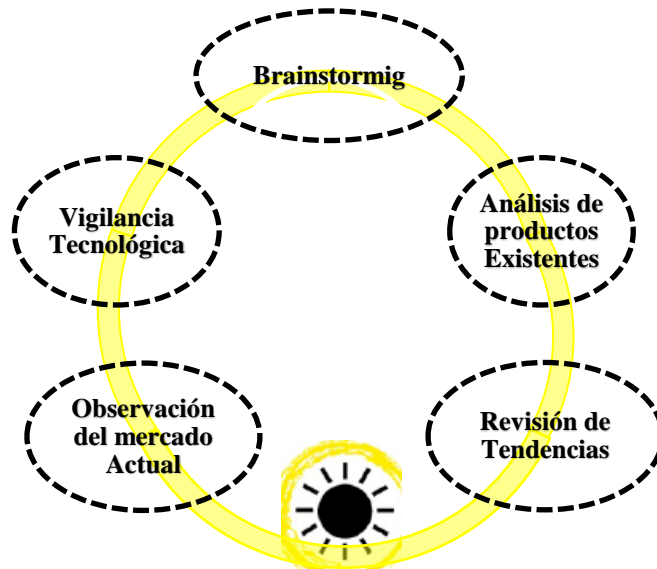 Brainstormig
Vigilancia
Tecnológica
Análisis de
productos
Existentes
Observación
del mercado
Actual
Revisión de
Tendencias